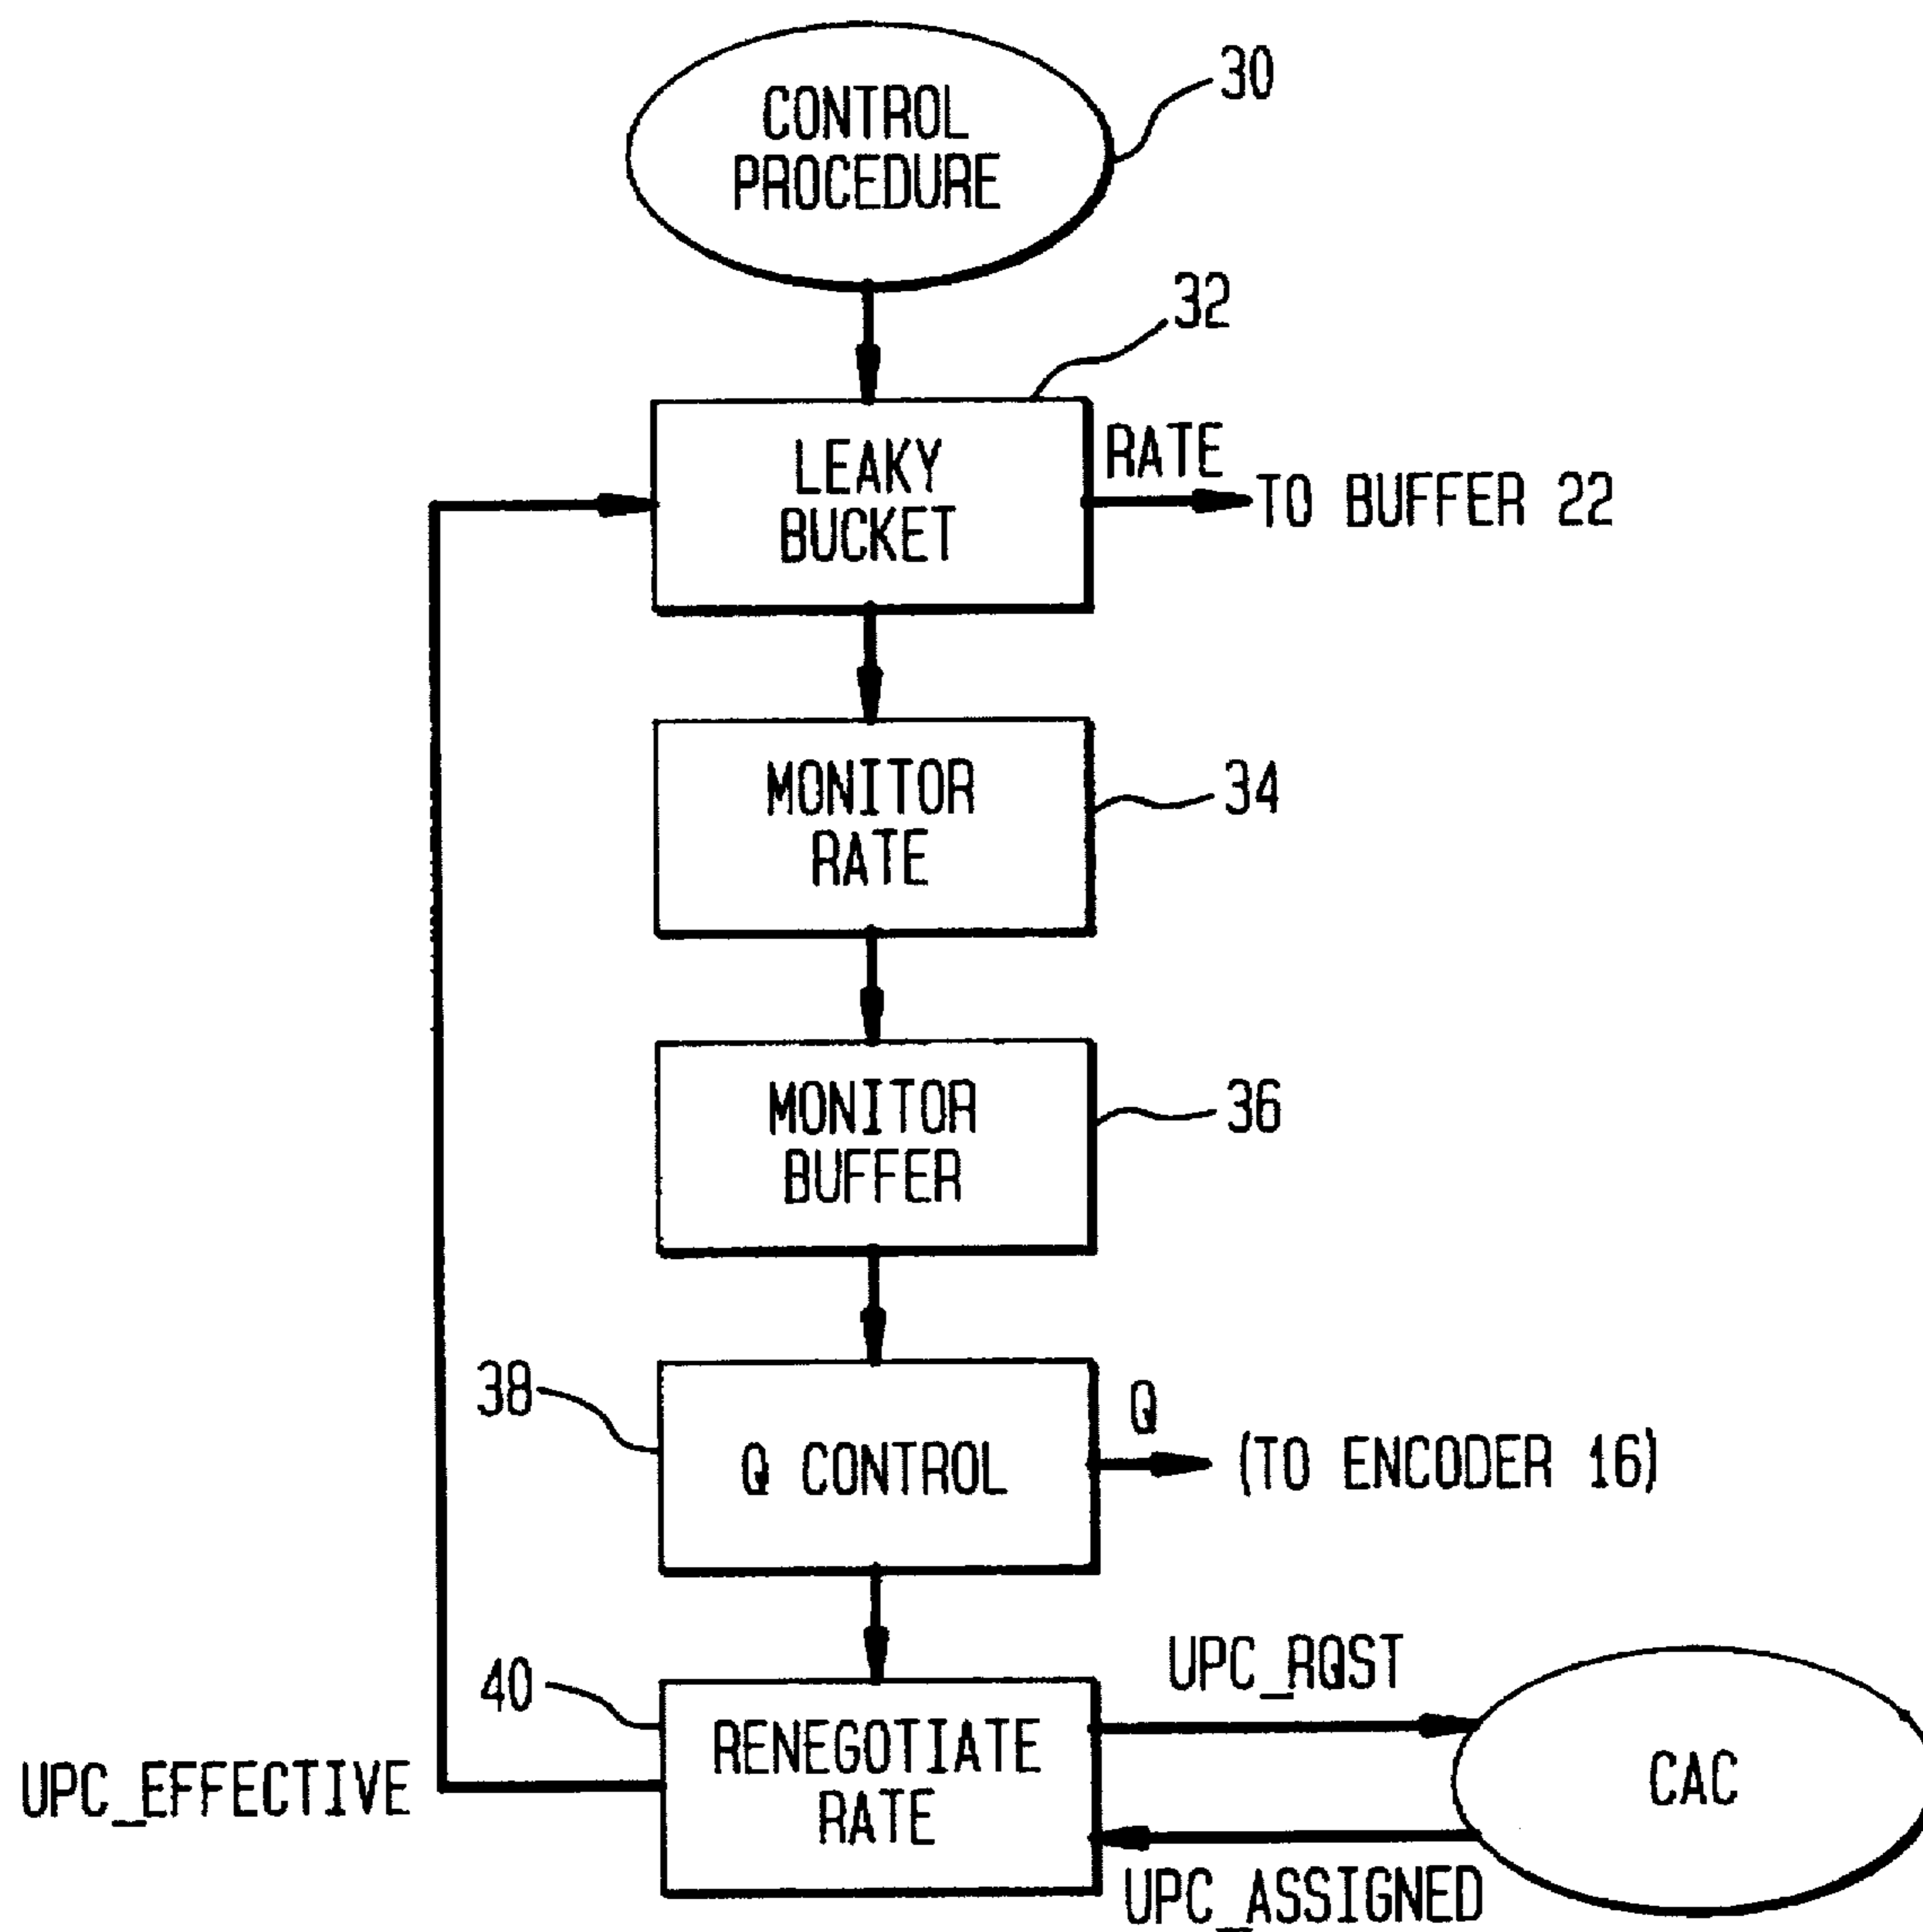 CONTROL
PROCEDURE
30
32
LEAKY
BUCKET
RATE
TO BUFFER 22
MONITOR
RATE
34
MONITOR
BUFFER
36
38
Q CONTROL
Q
(TO ENCODER 16)
40
RENEGOTIATE
RATE
UPC_RQST
CAC
UPC_EFFECTIVE
UPC_ASSIGNED